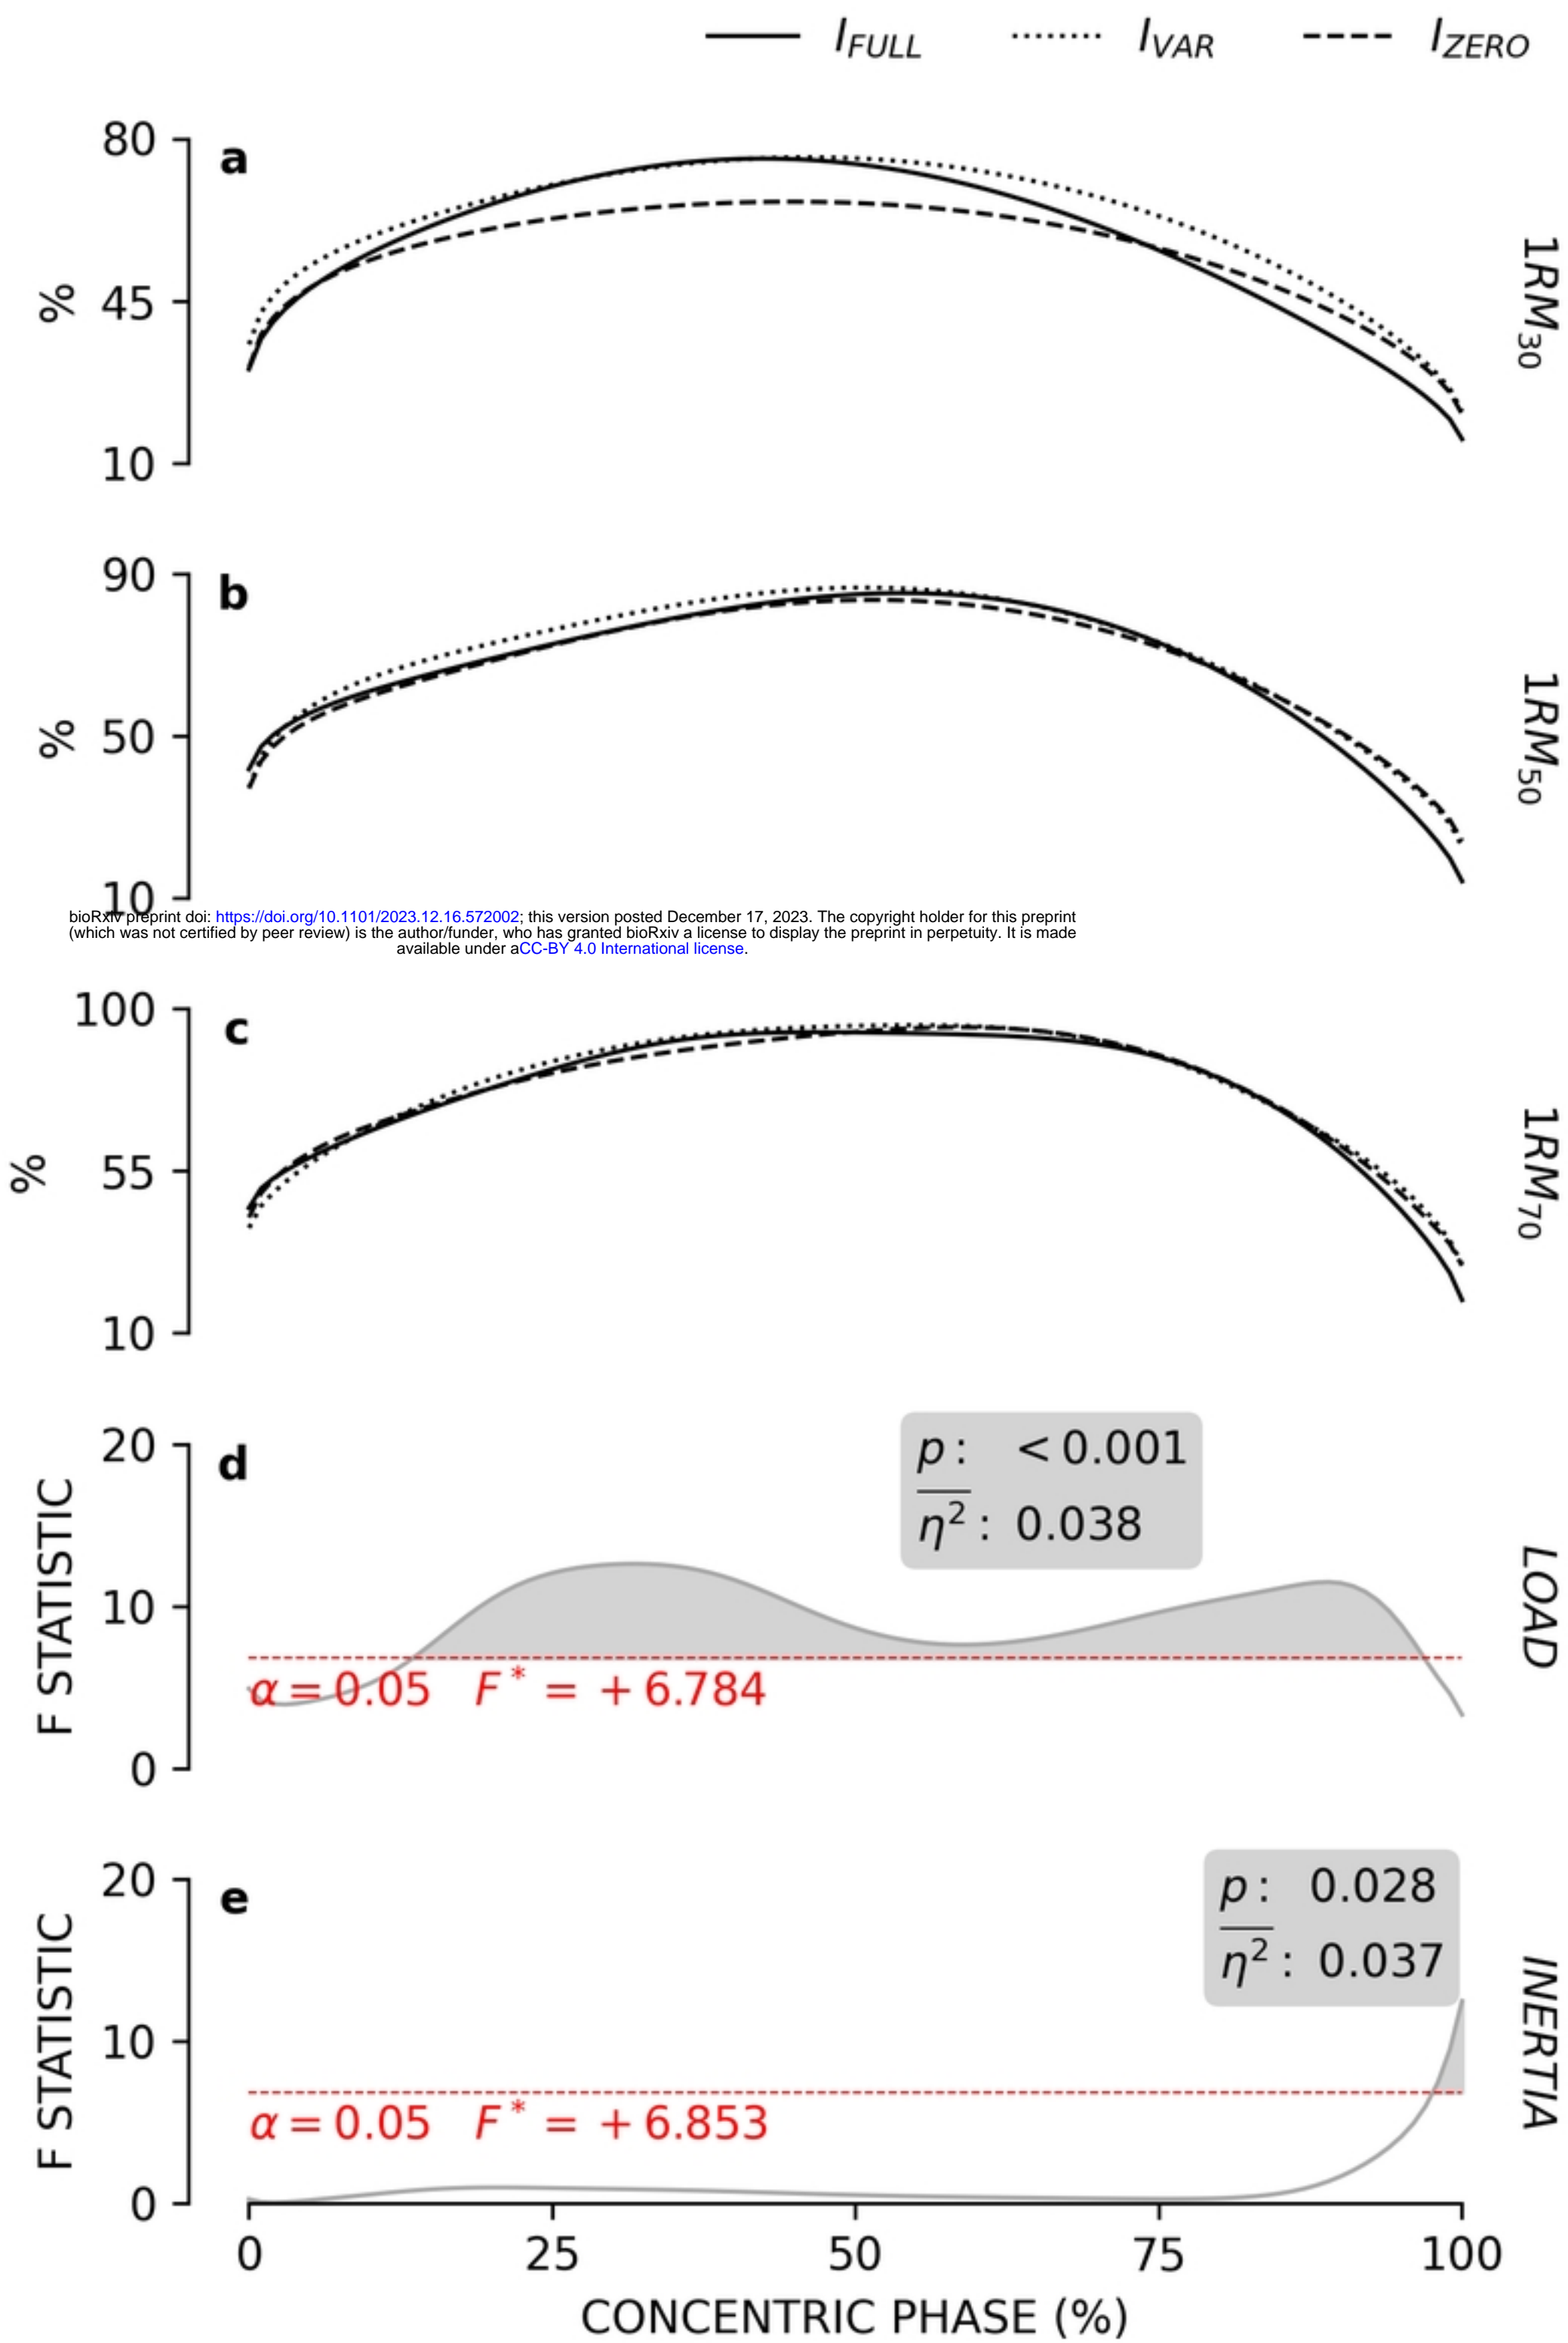 I_FULL I_VAR I_ZERO
80
a
%
45
1RM_30
10
90
b
%
50
1RM_50
10
bioRxiv preprint doi: https://doi.org/10.1101/2023.12.16.572002; this version posted December 17, 2023. The copyright holder for this preprint
(which was not certified by peer review) is the author/funder, who has granted bioRxiv a license to display the preprint in perpetuity. It is made
available under aCC-BY 4.0 International license.
100
c
%
55
1RM_70
10
20
d
p : < 0.001
η² : 0.038
F STATISTIC
10
LOAD
α = 0.05 F* = + 6.784
0
20
e
p : 0.028
η² : 0.037
F STATISTIC
10
INERTIA
α = 0.05 F* = + 6.853
0
0 25 50 75 100
CONCENTRIC PHASE (%)